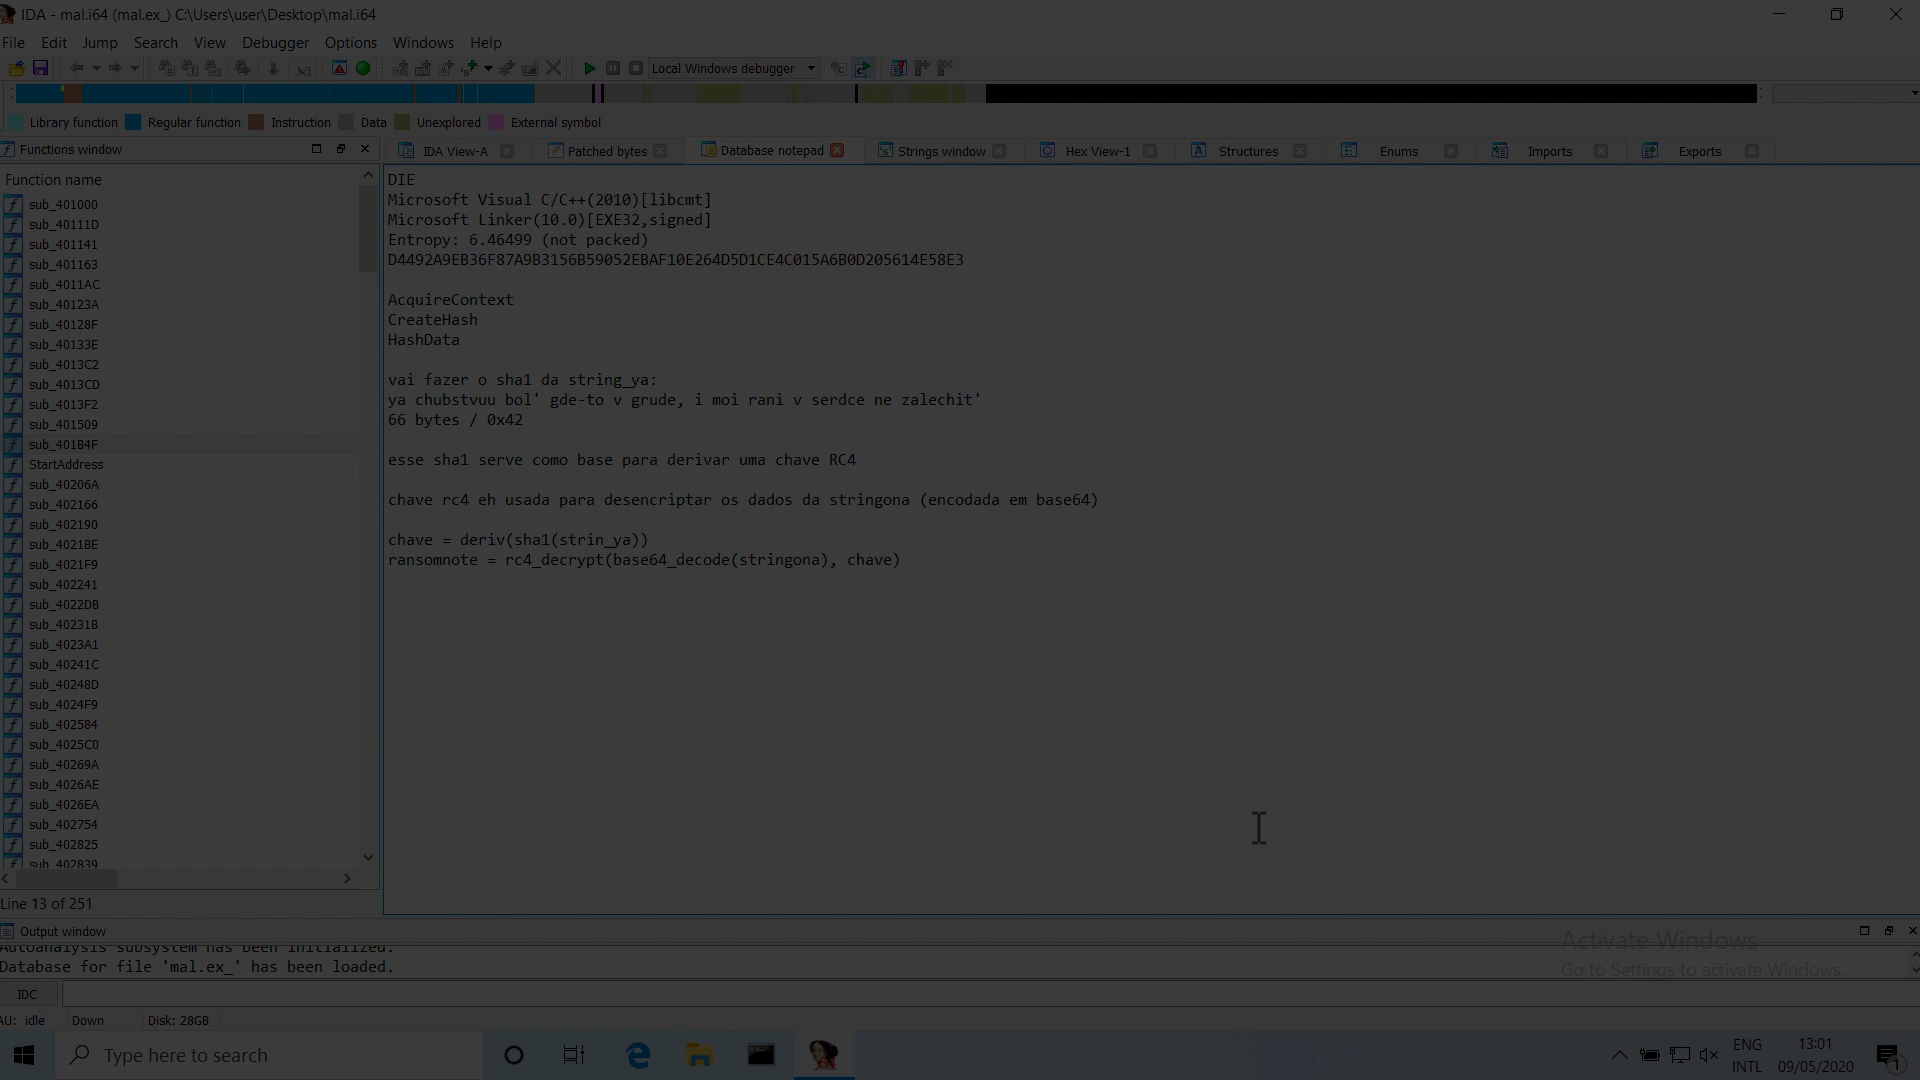 IDA - mal.i64 (mal.ex_) C:\Users\user\Desktop\mal.i64
File Edit Jump Search View Debugger Options Windows Help
Local Windows debugger
Library function Regular function Instruction Data Unexplored External symbol
Functions window
IDA View-A Patched bytes Database notepad Strings window Hex View-1 Structures Enums Imports Exports
Function name
sub_401000
sub_40111D
sub_401141
sub_401163
sub_4011AC
sub_40123A
sub_40128F
sub_40133E
sub_4013C2
sub_4013CD
sub_4013F2
sub_401509
sub_401B4F
StartAddress
sub_40206A
sub_402166
sub_402190
sub_4021BE
sub_4021F9
sub_402241
sub_4022DB
sub_40231B
sub_4023A1
sub_40241C
sub_40248D
sub_4024F9
sub_402584
sub_4025C0
sub_40269A
sub_4026AE
sub_4026EA
sub_402754
sub_402825
sub_402839
Line 13 of 251
DIE
Microsoft Visual C/C++(2010)[libcmt]
Microsoft Linker(10.0)[EXE32,signed]
Entropy: 6.46499 (not packed)
D4492A9EB36F87A9B3156B59052EBAF10E264D5D1CE4C015A6B0D205614E58E3
AcquireContext
CreateHash
HashData
vai fazer o sha1 da string_ya:
ya chubstvuu bol' gde-to v grude, i moi rani v serdce ne zalechit'
66 bytes / 0x42
esse sha1 serve como base para derivar uma chave RC4
chave rc4 eh usada para desencriptar os dados da stringona (encodada em base64)
chave = deriv(sha1(strin_ya))
ransomnote = rc4_decrypt(base64_decode(stringona), chave)
Output window
Autoanalysis subsystem has been initialized.
Database for file 'mal.ex_' has been loaded.
IDC
AU: idle Down Disk: 28GB
Activate Windows
Go to Settings to activate Windows.
Type here to search
ENG
INTL
13:01
09/05/2020
1